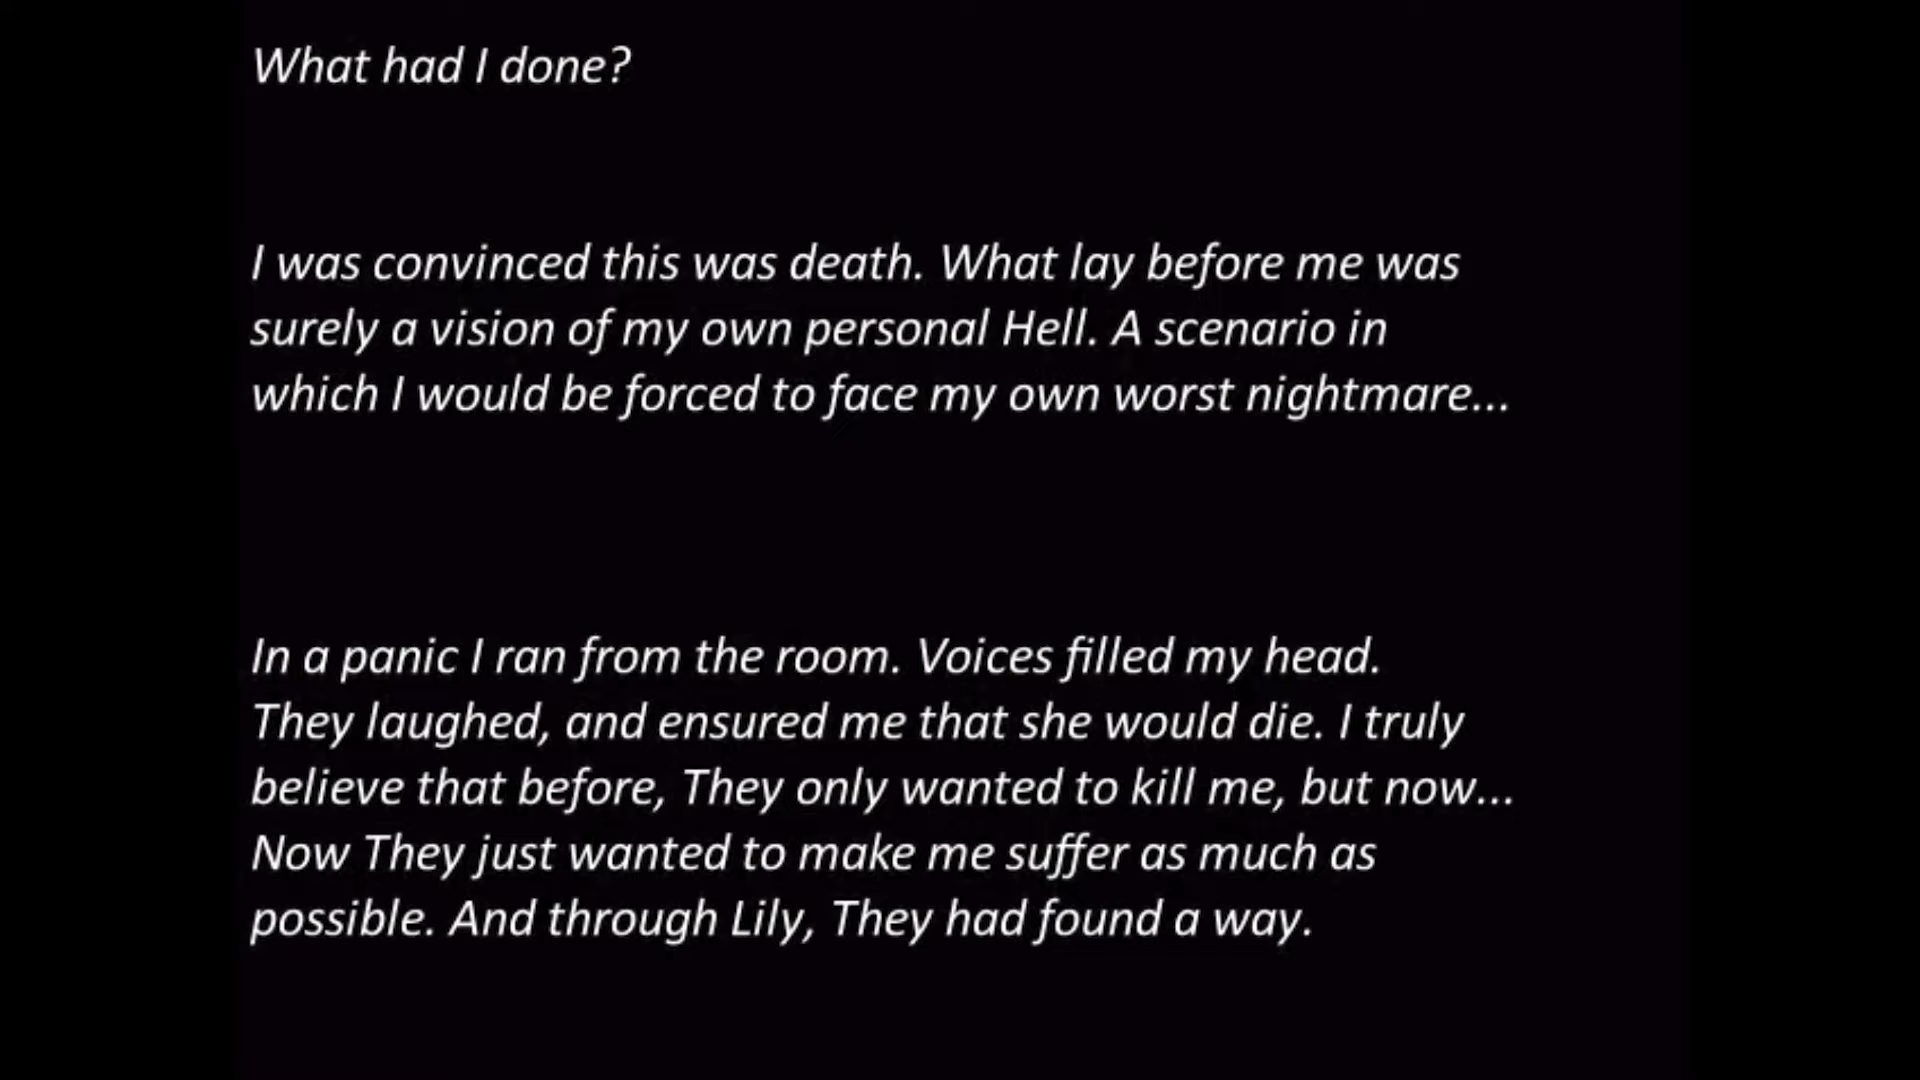 What had I done?
I was convinced this was death. What lay before me was
surely a vision of my own personal Hell. A scenario in
which I would be forced to face my own worst nightmare...
In a panic I ran from the room. Voices filled my head.
They laughed, and ensured me that she would die. I truly
believe that before, They only wanted to kill me, but now...
Now They just wanted to make me suffer as much as
possible. And through Lily, They had found a way.